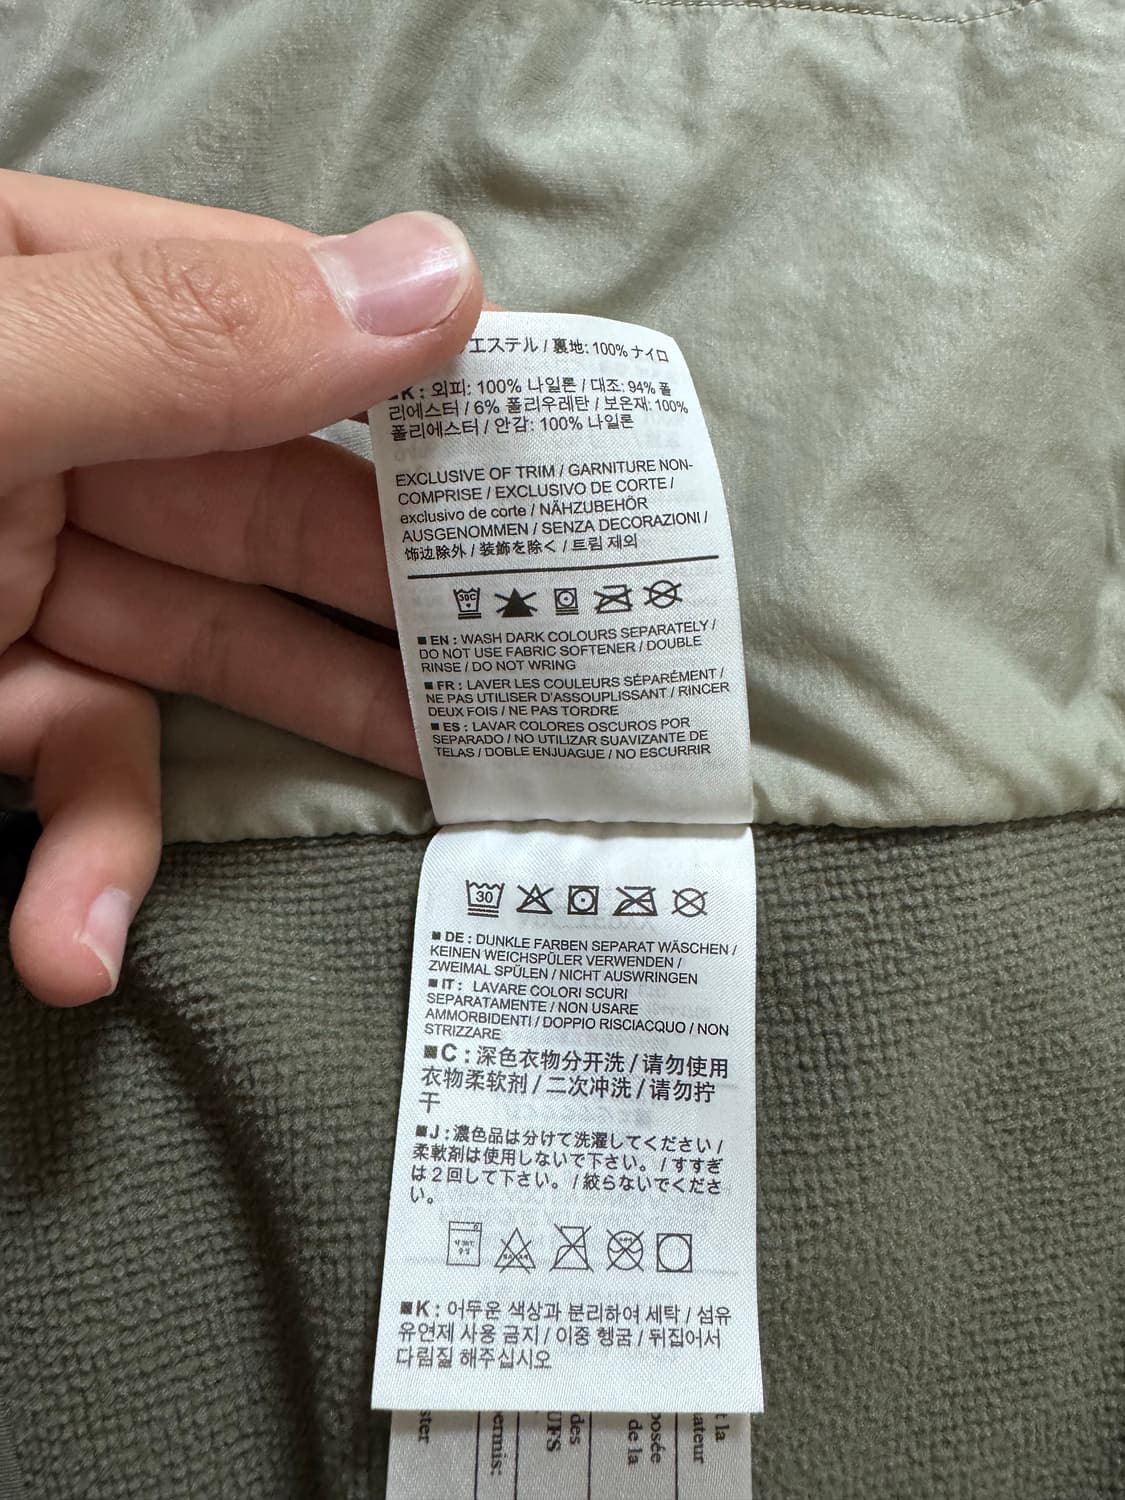 エステル / 裏地: 100% ナイロ
K : 외피: 100% 나일론 / 대조: 94% 폴
리에스터 / 6% 폴리우레탄 / 보온재: 100%
폴리에스터 / 안감: 100% 나일론
EXCLUSIVE OF TRIM / GARNITURE NON-
COMPRISE / EXCLUSIVO DE CORTE /
exclusivo de corte / NÄHZUBEHÖR
AUSGENOMMEN / SENZA DECORAZIONI /
饰边除外 / 装飾を除く / 트림 제외
30C
■ EN : WASH DARK COLOURS SEPARATELY /
DO NOT USE FABRIC SOFTENER / DOUBLE
RINSE / DO NOT WRING
■ FR : LAVER LES COULEURS SÉPARÉMENT /
NE PAS UTILISER D'ASSOUPLISSANT / RINCER
DEUX FOIS / NE PAS TORDRE
■ ES : LAVAR COLORES OSCUROS POR
SEPARADO / NO UTILIZAR SUAVIZANTE DE
TELAS / DOBLE ENJUAGUE / NO ESCURRIR
30
■ DE : DUNKLE FARBEN SEPARAT WÄSCHEN /
KEINEN WEICHSPÜLER VERWENDEN /
ZWEIMAL SPÜLEN / NICHT AUSWRINGEN
■ IT : LAVARE COLORI SCURI
SEPARATAMENTE / NON USARE
AMMORBIDENTI / DOPPIO RISCIACQUO / NON
STRIZZARE
■C : 深色衣物分开洗 / 请勿使用
衣物柔软剂 / 二次冲洗 / 请勿拧
干
■J : 濃色品は分けて洗濯してください /
柔軟剤は使用しないで下さい。 / すすぎ
は2回して下さい。 / 絞らないでくださ
い。
■K : 어두운 색상과 분리하여 세탁 / 섬유
유연제 사용 금지 / 이중 헹굼 / 뒤집어서
다림질 해주십시오
t la
ateur
posée
de la
des
UFS
ermis:
ster